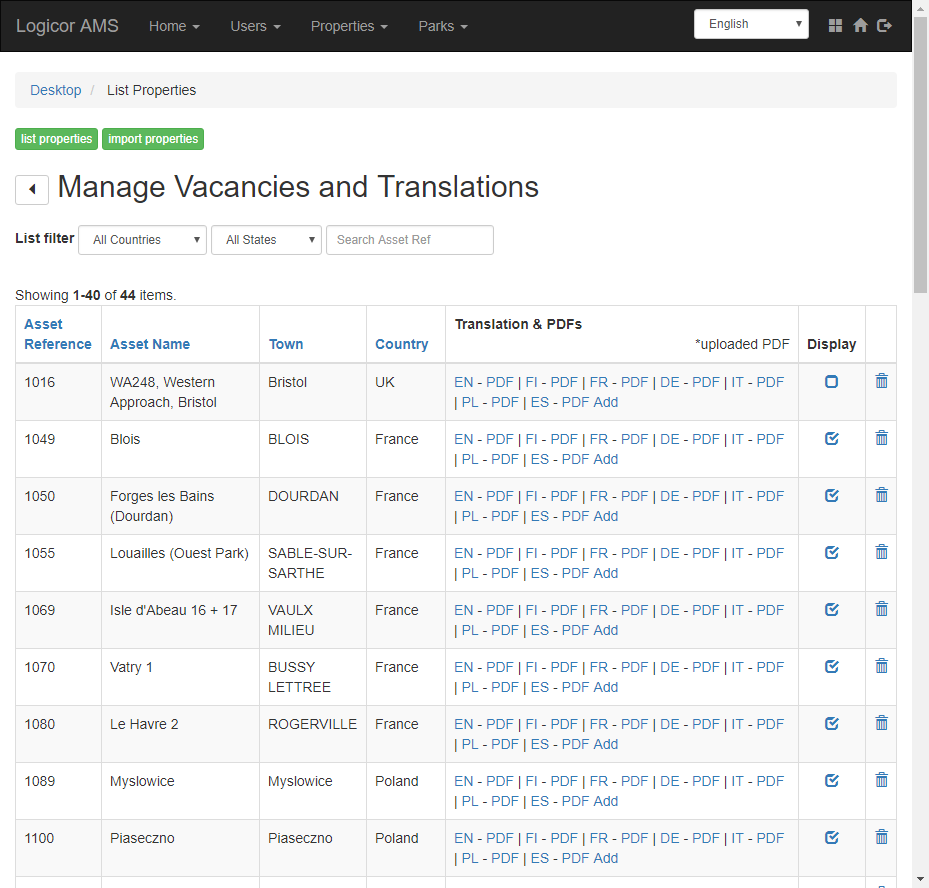 Logicor AMS Home Users Properties Parks English
Desktop / List Properties
list properties import properties
Manage Vacancies and Translations
List filter All Countries All States Search Asset Ref
Showing 1-40 of 44 items.
Asset Reference Asset Name Town Country Translation & PDFs *uploaded PDF Display
1016 WA248, Western Bristol UK EN - PDF | FI - PDF | FR - PDF | DE - PDF | IT - PDF
Approach, Bristol | PL - PDF | ES - PDF Add
1049 Blois BLOIS France EN - PDF | FI - PDF | FR - PDF | DE - PDF | IT - PDF
| PL - PDF | ES - PDF Add
1050 Forges les Bains DOURDAN France EN - PDF | FI - PDF | FR - PDF | DE - PDF | IT - PDF
(Dourdan) | PL - PDF | ES - PDF Add
1055 Louailles (Ouest Park) SABLE-SUR- France EN - PDF | FI - PDF | FR - PDF | DE - PDF | IT - PDF
SARTHE | PL - PDF | ES - PDF Add
1069 Isle d'Abeau 16 + 17 VAULX France EN - PDF | FI - PDF | FR - PDF | DE - PDF | IT - PDF
MILIEU | PL - PDF | ES - PDF Add
1070 Vatry 1 BUSSY France EN - PDF | FI - PDF | FR - PDF | DE - PDF | IT - PDF
LETTREE | PL - PDF | ES - PDF Add
1080 Le Havre 2 ROGERVILLE France EN - PDF | FI - PDF | FR - PDF | DE - PDF | IT - PDF
| PL - PDF | ES - PDF Add
1089 Myslowice Myslowice Poland EN - PDF | FI - PDF | FR - PDF | DE - PDF | IT - PDF
| PL - PDF | ES - PDF Add
1100 Piaseczno Piaseczno Poland EN - PDF | FI - PDF | FR - PDF | DE - PDF | IT - PDF
| PL - PDF | ES - PDF Add